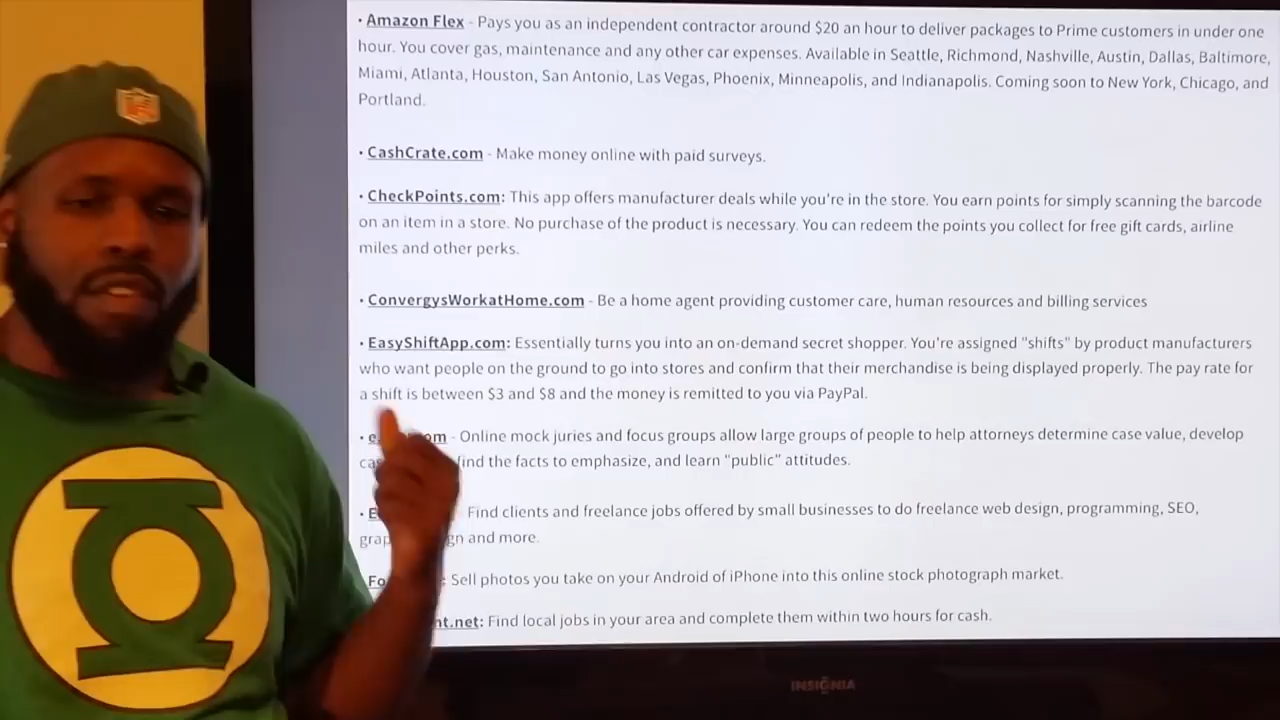 • Amazon Flex - Pays you as an independent contractor around $20 an hour to deliver packages to Prime customers in under one
hour. You cover gas, maintenance and any other car expenses. Available in Seattle, Richmond, Nashville, Austin, Dallas, Baltimore,
Miami, Atlanta, Houston, San Antonio, Las Vegas, Phoenix, Minneapolis, and Indianapolis. Coming soon to New York, Chicago, and
Portland.
• CashCrate.com - Make money online with paid surveys.
• CheckPoints.com: This app offers manufacturer deals while you're in the store. You earn points for simply scanning the barcode
on an item in a store. No purchase of the product is necessary. You can redeem the points you collect for free gift cards, airline
miles and other perks.
• ConvergysWorkatHome.com - Be a home agent providing customer care, human resources and billing services
• EasyShiftApp.com: Essentially turns you into an on-demand secret shopper. You're assigned "shifts" by product manufacturers
who want people on the ground to go into stores and confirm that their merchandise is being displayed properly. The pay rate for
a shift is between $3 and $8 and the money is remitted to you via PayPal.
- Online mock juries and focus groups allow large groups of people to help attorneys determine case value, develop
find the facts to emphasize, and learn "public" attitudes.
Find clients and freelance jobs offered by small businesses to do freelance web design, programming, SEO,
and more.
Sell photos you take on your Android of iPhone into this online stock photograph market.
Find local jobs in your area and complete them within two hours for cash.
INSIGNIA
NFL